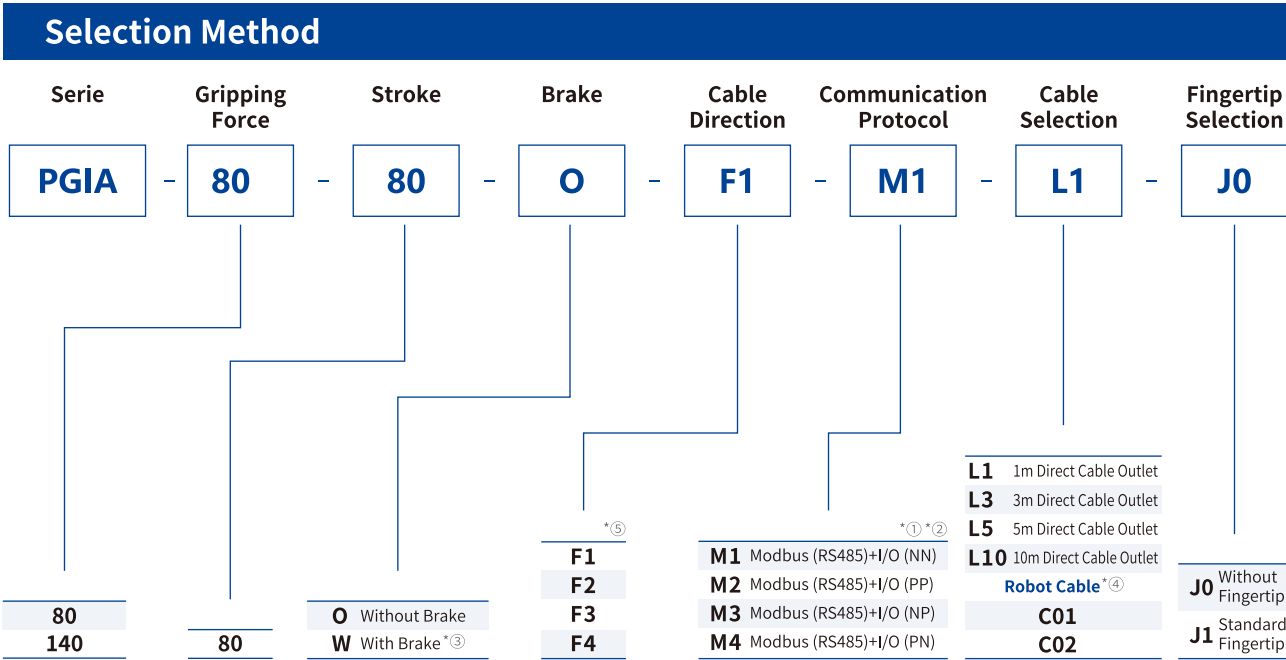 Selection Method
Serie
Gripping
Force
Stroke
Brake
Cable
Direction
Communication
Protocol
Cable
Selection
Fingertip
Selection
PGIA - 80 - 80 - O - F1 - M1 - L1 - J0
80
140
80
O Without Brake
W With Brake*③
*⑤
F1
F2
F3
F4
*① *②
M1 Modbus (RS485)+I/O (NN)
M2 Modbus (RS485)+I/O (PP)
M3 Modbus (RS485)+I/O (NP)
M4 Modbus (RS485)+I/O (PN)
L1 1m Direct Cable Outlet
L3 3m Direct Cable Outlet
L5 5m Direct Cable Outlet
L10 10m Direct Cable Outlet
Robot Cable*④
C01
C02
J0 Without
Fingertip
J1 Standard
Fingertip